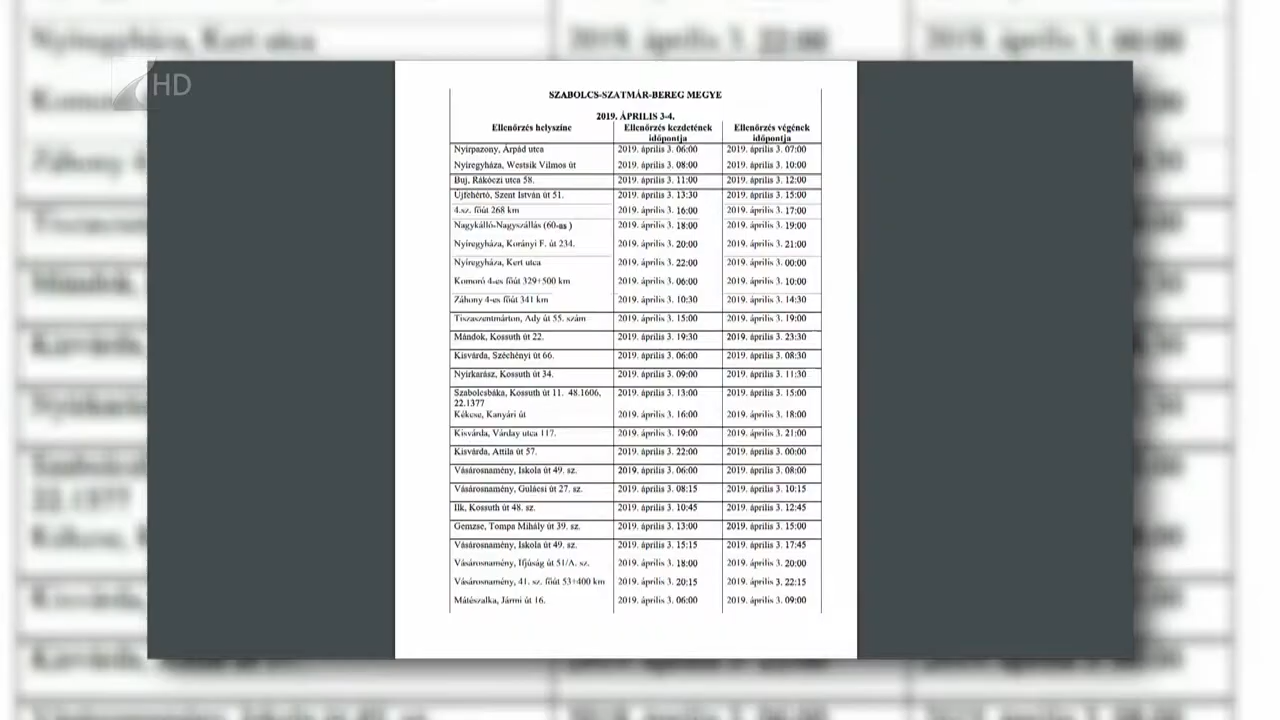 HD
SZABOLCS-SZATMÁR-BEREG MEGYE
2019. ÁPRILIS 3-4.
Ellenőrzés helyszíne Ellenőrzés kezdetének időpontja Ellenőrzés végének időpontja
Nyírpazony, Árpád utca 2019. április 3. 06:00 2019. április 3. 07:00
Nyíregyháza, Westsik Vilmos út 2019. április 3. 08:00 2019. április 3. 10:00
Buj, Rákóczi utca 58. 2019. április 3. 11:00 2019. április 3. 12:00
Újfehértó, Szent István út 51. 2019. április 3. 13:30 2019. április 3. 15:00
4.sz. főút 268 km 2019. április 3. 16:00 2019. április 3. 17:00
Nagykálló-Nagyszállás (60-as ) 2019. április 3. 18:00 2019. április 3. 19:00
Nyíregyháza, Korányi F. út 234. 2019. április 3. 20:00 2019. április 3. 21:00
Nyíregyháza, Kert utca 2019. április 3. 22:00 2019. április 3. 00:00
Komoró 4-es főút 329+500 km 2019. április 3. 06:00 2019. április 3. 10:00
Záhony 4-es főút 341 km 2019. április 3. 10:30 2019. április 3. 14:30
Tiszaszentmárton, Ady út 55. szám 2019. április 3. 15:00 2019. április 3. 19:00
Mándok, Kossuth út 22. 2019. április 3. 19:30 2019. április 3. 23:30
Kisvárda, Széchényi út 66. 2019. április 3. 06:00 2019. április 3. 08:30
Nyírkarász, Kossuth út 34. 2019. április 3. 09:00 2019. április 3. 11:30
Szabolcsbáka, Kossuth út 11. 48.1606, 2019. április 3. 13:00 2019. április 3. 15:00
22.1377
Kékcse, Kanyári út 2019. április 3. 16:00 2019. április 3. 18:00
Kisvárda, Várday utca 117. 2019. április 3. 19:00 2019. április 3. 21:00
Kisvárda, Attila út 57. 2019. április 3. 22:00 2019. április 3. 00:00
Vásárosnamény, Iskola út 49. sz. 2019. április 3. 06:00 2019. április 3. 08:00
Vásárosnamény, Gulácsi út 27. sz. 2019. április 3. 08:15 2019. április 3. 10:15
Ilk, Kossuth út 48. sz. 2019. április 3. 10:45 2019. április 3. 12:45
Gemzse, Tompa Mihály út 39. sz. 2019. április 3. 13:00 2019. április 3. 15:00
Vásárosnamény, Iskola út 49. sz. 2019. április 3. 15:15 2019. április 3. 17:45
Vásárosnamény, Ifjúság út 51/A. sz. 2019. április 3. 18:00 2019. április 3. 20:00
Vásárosnamény, 41. sz. főút 53+400 km 2019. április 3. 20:15 2019. április 3. 22:15
Mátészalka, Jármi út 16. 2019. április 3. 06:00 2019. április 3. 09:00